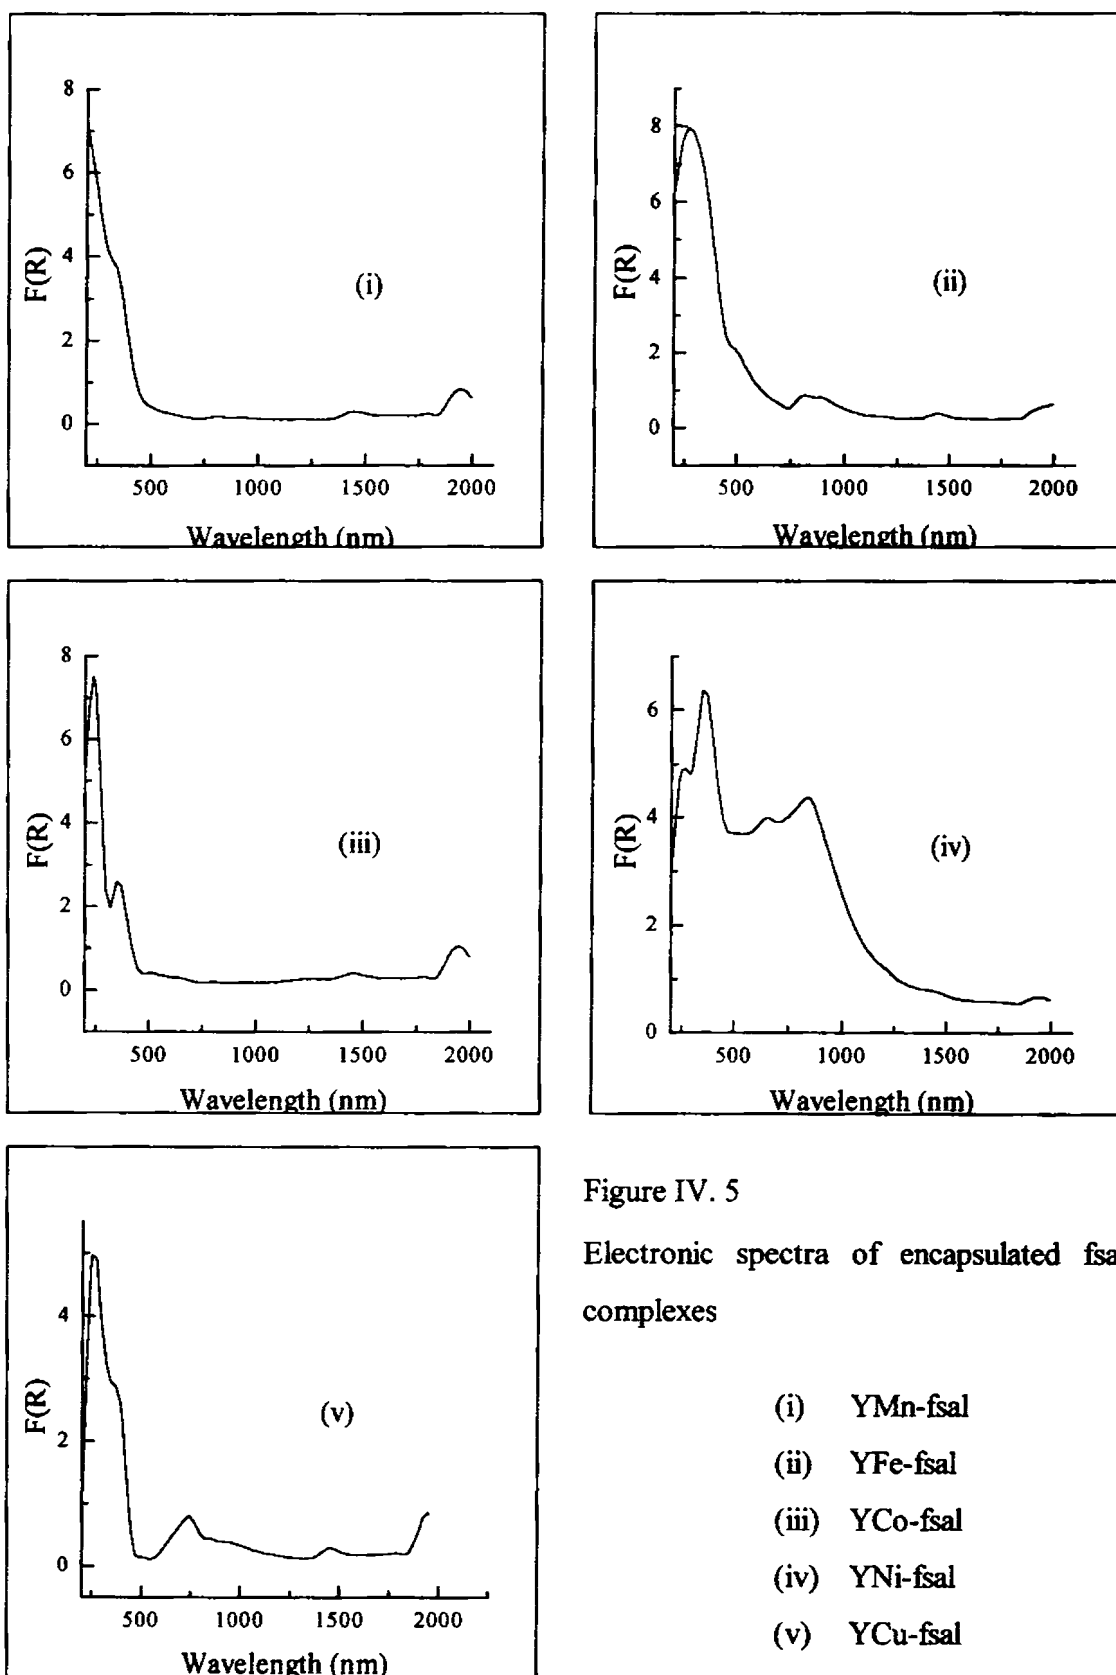 8
6
4
2
0
F(R)
(i)
500
1000
1500
2000
Wavelength (nm)
8
6
4
2
0
F(R)
(ii)
500
1000
1500
2000
Wavelength (nm)
8
6
4
2
0
F(R)
(iii)
500
1000
1500
2000
Wavelength (nm)
6
4
2
0
F(R)
(iv)
500
1000
1500
2000
Wavelength (nm)
4
2
0
F(R)
(v)
500
1000
1500
2000
Wavelength (nm)
Figure IV. 5
Electronic spectra of encapsulated fsa
complexes
(i) YMn-fsal
(ii) YFe-fsal
(iii) YCo-fsal
(iv) YNi-fsal
(v) YCu-fsal